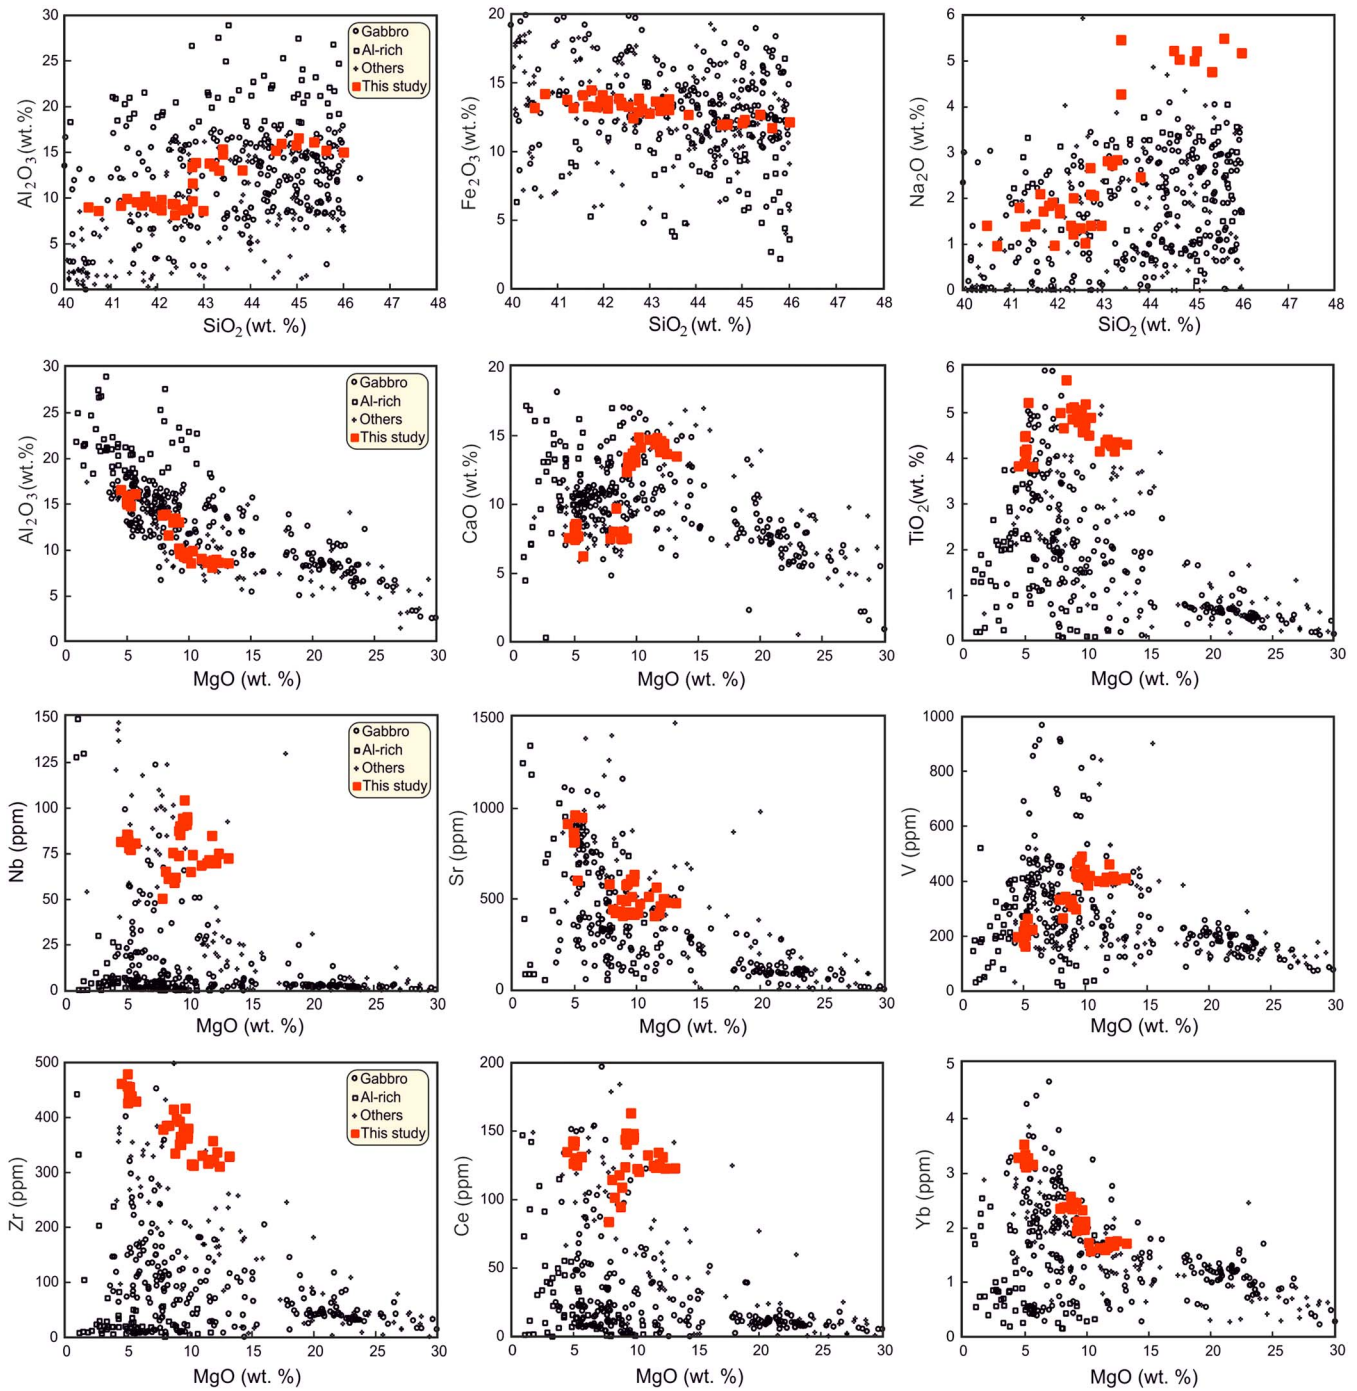 30
25
20
15
10
5
0
Al₂O₃ (wt.%)
Gabbro
Al-rich
Others
This study
40 41 42 43 44 45 46 47 48
SiO₂ (wt. %)
20
15
10
5
0
Fe₂O₃ (wt.%)
40 41 42 43 44 45 46 47 48
SiO₂ (wt. %)
6
5
4
3
2
1
0
Na₂O (wt.%)
40 41 42 43 44 45 46 47 48
SiO₂ (wt. %)
30
25
20
15
10
5
0
Al₂O₃ (wt.%)
Gabbro
Al-rich
Others
This study
0 5 10 15 20 25 30
MgO (wt. %)
20
15
10
5
0
CaO (wt.%)
0 5 10 15 20 25 30
MgO (wt. %)
6
5
4
3
2
1
0
TiO₂ (wt. %)
0 5 10 15 20 25 30
MgO (wt. %)
150
125
100
75
50
25
0
Nb (ppm)
Gabbro
Al-rich
Others
This study
0 5 10 15 20 25 30
MgO (wt. %)
1500
1000
500
0
Sr (ppm)
0 5 10 15 20 25 30
MgO (wt. %)
1000
800
600
400
200
0
V (ppm)
0 5 10 15 20 25 30
MgO (wt. %)
500
400
300
200
100
0
Zr (ppm)
Gabbro
Al-rich
Others
This study
0 5 10 15 20 25 30
MgO (wt. %)
200
150
100
50
0
Ce (ppm)
0 5 10 15 20 25 30
MgO (wt. %)
5
4
3
2
1
0
Yb (ppm)
0 5 10 15 20 25 30
MgO (wt. %)